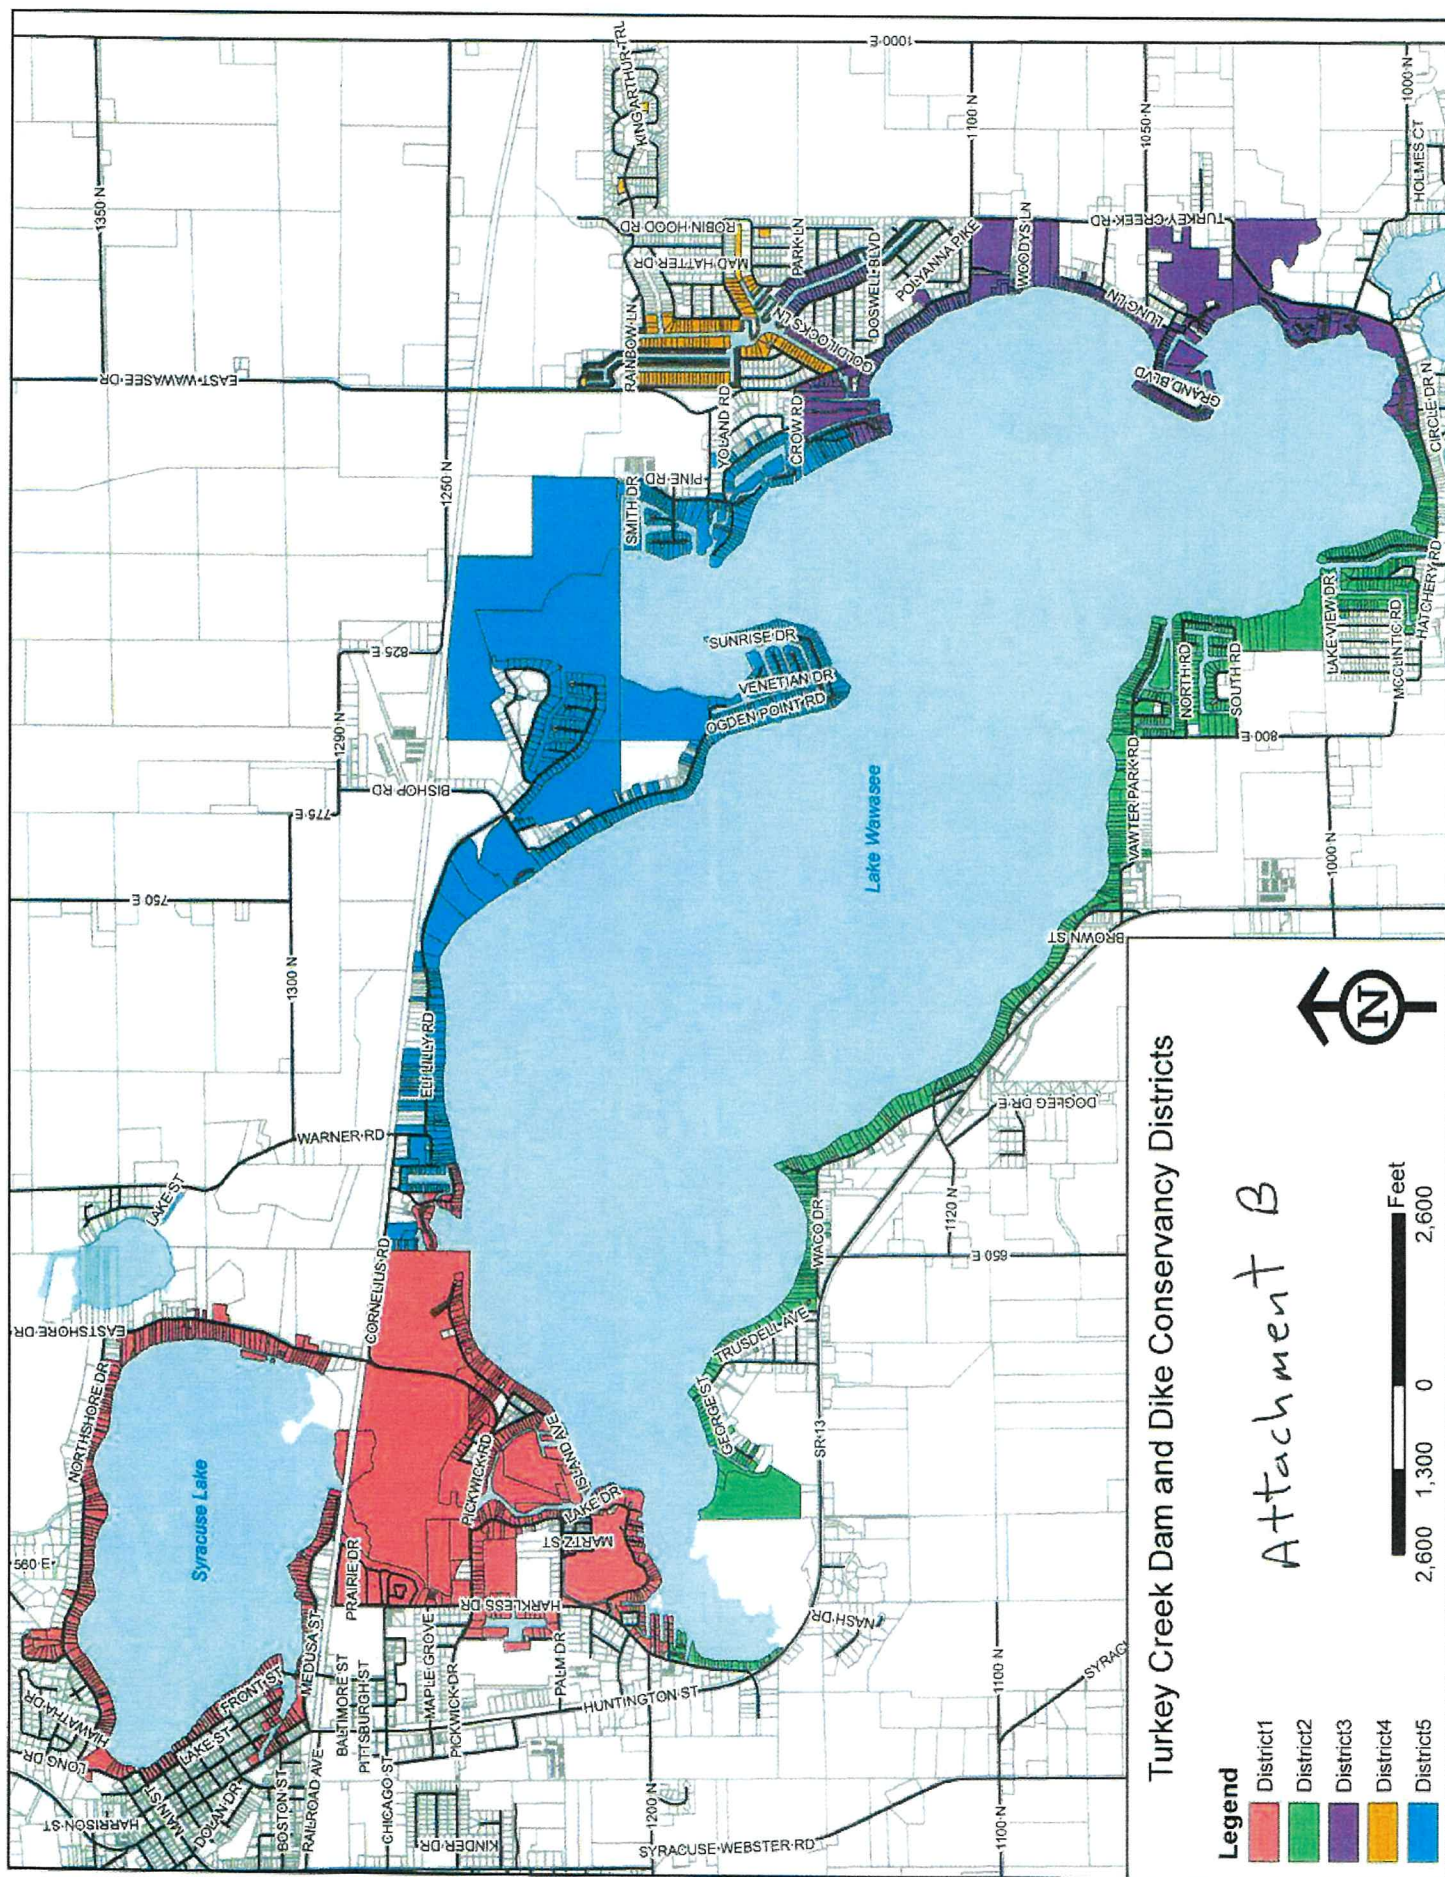 Turkey Creek Dam and Dike Conservancy Districts
Attachment B
Legend
District1
District2
District3
District4
District5
2,600
1,300
0
2,600
Feet
N
Syracuse Lake
Lake Wawasee
HARRISON ST
LONG DR
HIAWATHA DR
560 E
NORTHSHORE DR
EASTSHORE DR
LAKE ST
MAIN ST
DOLAN DR
LAKE ST
FRONT ST
BOSTON ST
RAILROAD AVE
MEDUSA ST
BALTIMORE ST
PITTSBURGH ST
CHICAGO ST
PRAIRIE DR
MAPLE GROVE
PICKWICK DR
KINDER DR
HARKLESS DR
PICKWICK RD
PALM DR
MARTZ ST
LAKE DR
ISLAND AVE
HUNTINGTON ST
1200 N
SYRACUSE WEBSTER RD
NASH DR
1100 N
1100 N
SYRAC
CORNELIUS RD
WARNER RD
1300 N
750 E
775 E
1290 N
825 E
BISHOP RD
ELI LILLY RD
1250 N
1350 N
EAST WAWASEE DR
GEORGE ST
TRUSDELL AVE
SR 13
WACO DR
650 E
1120 N
DOGLEG DR E
BROWN ST
VAWTER PARK RD
1000 N
800 E
NORTH RD
SOUTH RD
LAKE VIEW DR
MCCLINTIC RD
HATCHERY RD
CIRCLE DR N
OGDEN POINT RD
VENETIAN DR
SUNRISE DR
SMITH DR
PINE RD
YOLAND RD
CROW RD
RAINBOW LN
MAD HATTER DR
ROBIN HOOD RD
KING ARTHUR TRL
PARK LN
GOLDILOCKS LN
DOSWELL BLVD
POLYANNA PIKE
1000 E
1100 N
WOODYS LN
LUNG LN
GRAND BLVD
TURKEY CREEK RD
1050 N
1000 N
HOLMES CT